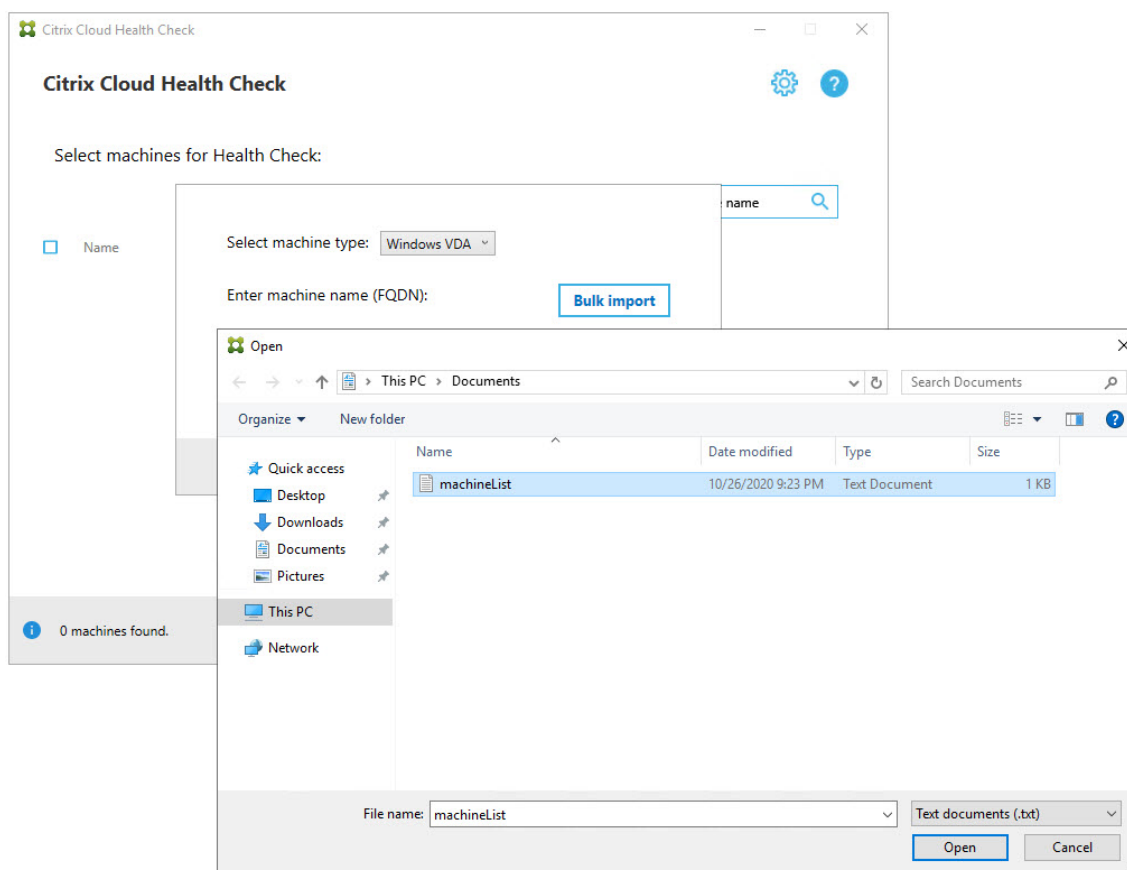 Citrix Cloud Health Check
Citrix Cloud Health Check
?
Select machines for Health Check:
name
Name
Select machine type: Windows VDA
Enter machine name (FQDN): Bulk import
Open
This PC > Documents
Search Documents
Organize New folder
?
Name Date modified Type Size
machineList 10/26/2020 9:23 PM Text Document 1 KB
Quick access
Desktop
Downloads
Documents
Pictures
This PC
Network
i 0 machines found.
File name: machineList Text documents (.txt)
Open Cancel